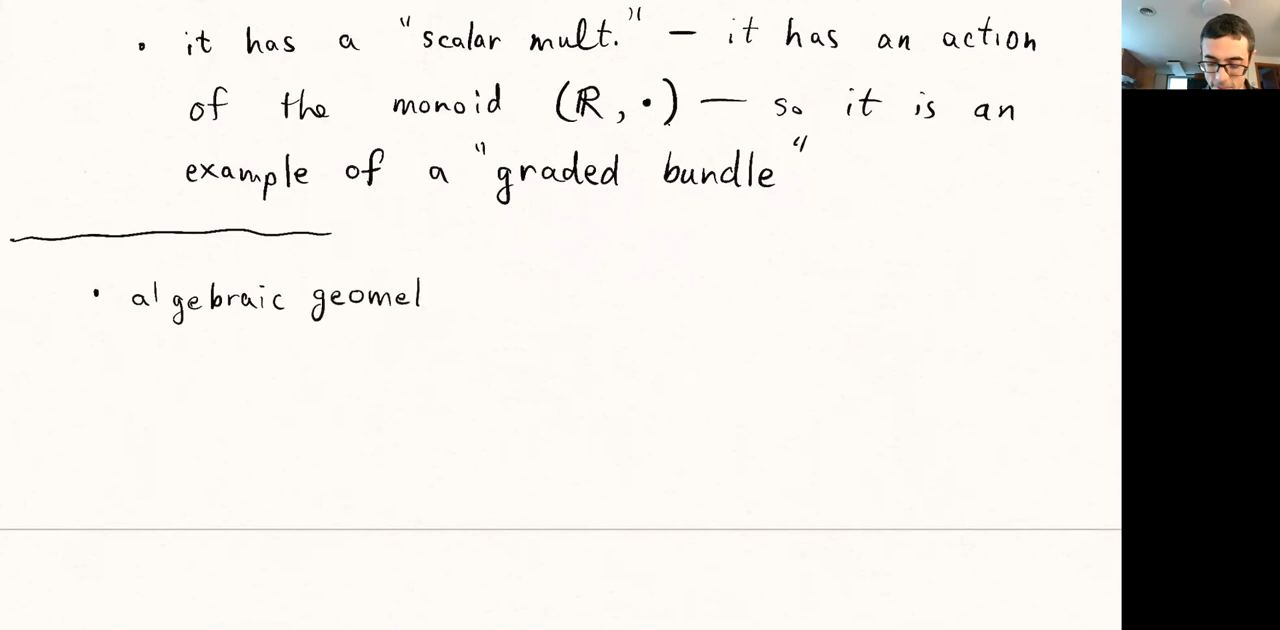 • it has a "scalar mult." — it has an action
of the monoid (ℝ, •) — so it is an
example of a "graded bundle"
• algebraic geomel